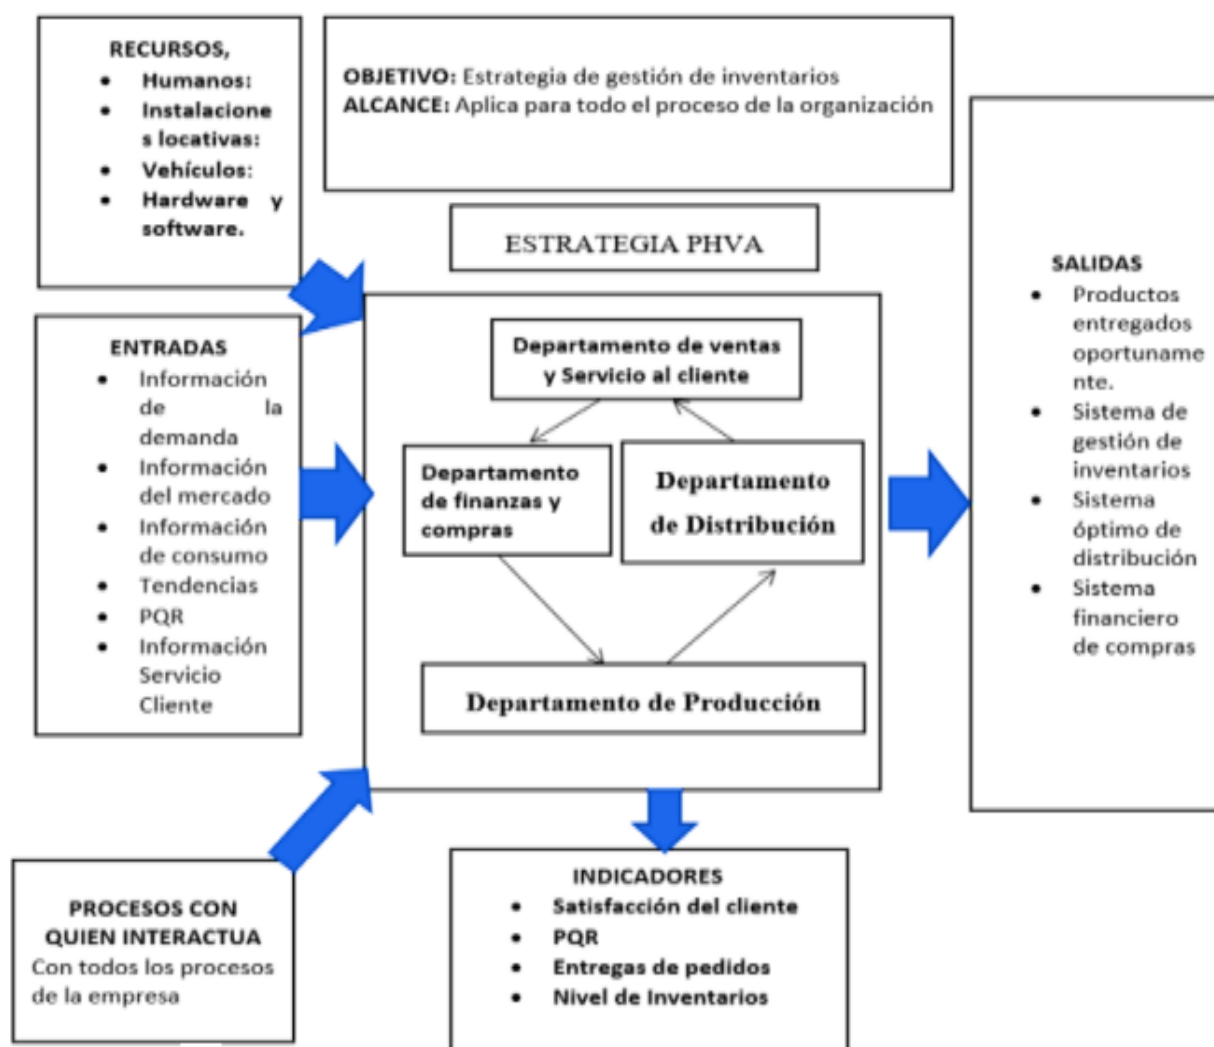 RECURSOS,
• Humanos:
• Instalacione
s locativas:
• Vehículos:
• Hardware y
software.
OBJETIVO: Estrategia de gestión de inventarios
ALCANCE: Aplica para todo el proceso de la organización
ESTRATEGIA PHVA
ENTRADAS
• Información
de la
demanda
• Información
del mercado
• Información
de consumo
• Tendencias
• PQR
• Información
Servicio
Cliente
Departamento de ventas
y Servicio al cliente
Departamento
de finanzas y
compras
Departamento
de Distribución
Departamento de Producción
SALIDAS
• Productos
entregados
oportuname
nte.
• Sistema de
gestión de
inventarios
• Sistema
óptimo de
distribución
• Sistema
financiero
de compras
PROCESOS CON
QUIEN INTERACTUA
Con todos los procesos
de la empresa
INDICADORES
• Satisfacción del cliente
• PQR
• Entregas de pedidos
• Nivel de Inventarios